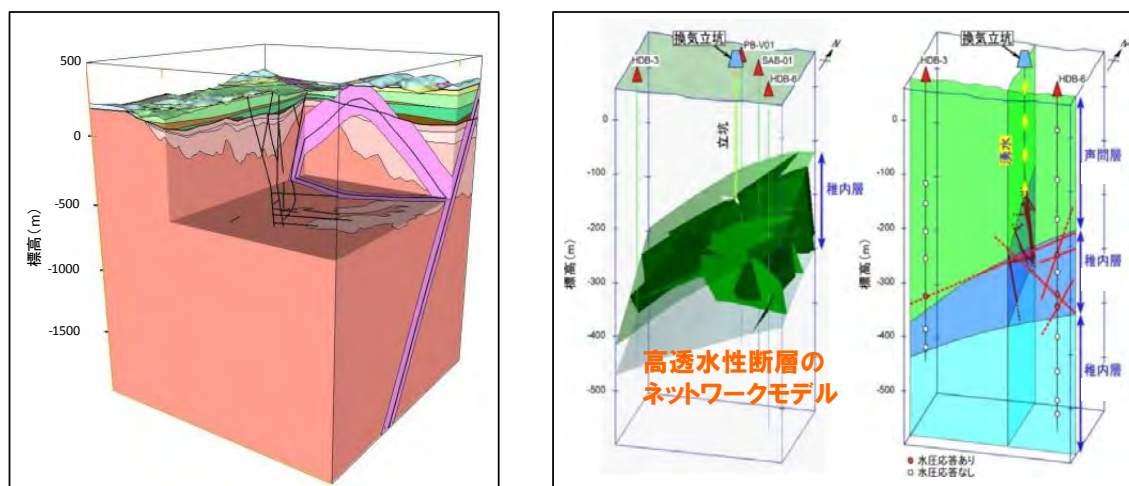 500
0
-500
-1000
-1500
標高(m)
換気立坑
HDB-3
PB-V01
SAB-01
HDB-6
N
立坑
0
-100
-200
-300
-400
-500
標高(m)
稚内層
高透水性断層の
ネットワークモデル
換気立坑
HDB-3
HDB-6
N
湧水
0
-100
-200
-300
-400
-500
標高(m)
声問層
稚内層
稚内層
水圧応答あり
水圧応答なし